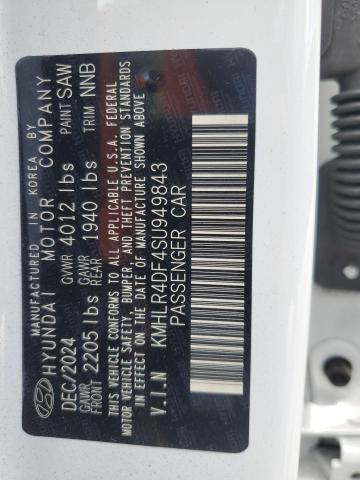 MANUFACTURED IN KOREA BY
HYUNDAI MOTOR COMPANY
DEC/2024 GVWR 4012 lbs PAINT SAW
GAWR FRONT 2205 lbs GAWR REAR 1940 lbs TRIM NNB
THIS VEHICLE CONFORMS TO ALL APPLICABLE U.S.A. FEDERAL
MOTOR VEHICLE SAFETY, BUMPER, AND THEFT PREVENTION STANDARDS
IN EFFECT ON THE DATE OF MANUFACTURE SHOWN ABOVE.
V.I.N KMHLR4DF4SU949843
PASSENGER CAR